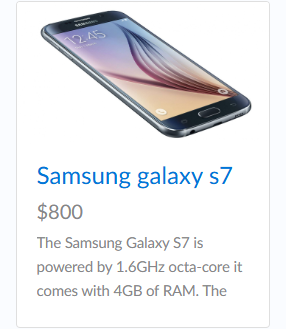 SAMSUNG
12:45
Samsung galaxy s7
$800
The Samsung Galaxy S7 is
powered by 1.6GHz octa-core it
comes with 4GB of RAM. The